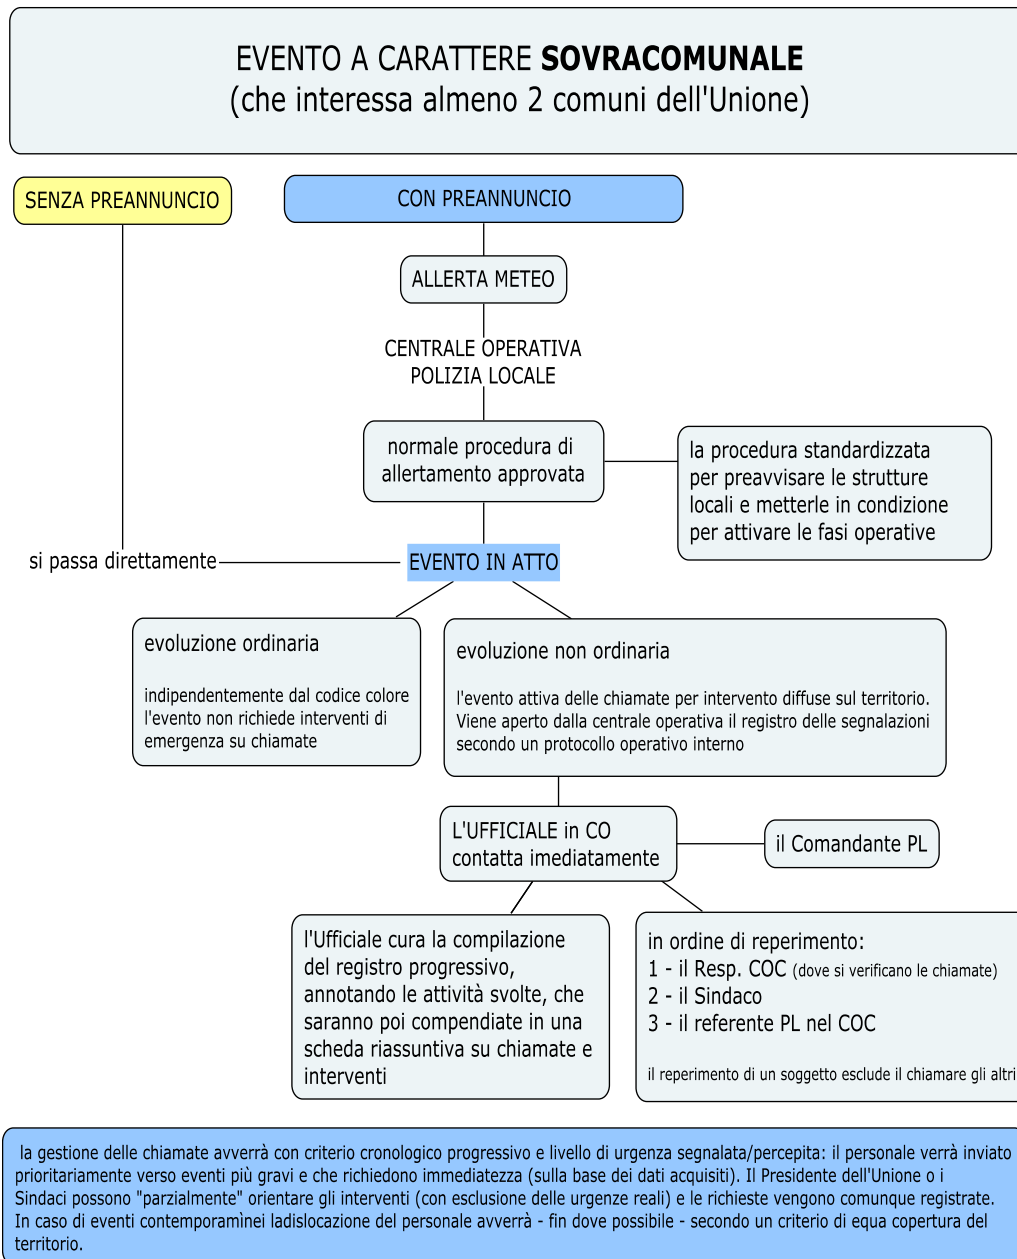 EVENTO A CARATTERE SOVRACOMUNALE
(che interessa almeno 2 comuni dell'Unione)
SENZA PREANNUNCIO
CON PREANNUNCIO
ALLERTA METEO
CENTRALE OPERATIVA
POLIZIA LOCALE
normale procedura di
allertamento approvata
la procedura standardizzata
per preavvisare le strutture
locali e metterle in condizione
per attivare le fasi operative
si passa direttamente
EVENTO IN ATTO
evoluzione ordinaria
indipendentemente dal codice colore
l'evento non richiede interventi di
emergenza su chiamate
evoluzione non ordinaria
l'evento attiva delle chiamate per intervento diffuse sul territorio.
Viene aperto dalla centrale operativa il registro delle segnalazioni
secondo un protocollo operativo interno
L'UFFICIALE in CO
contatta imediatamente
il Comandante PL
l'Ufficiale cura la compilazione
del registro progressivo,
annotando le attività svolte, che
saranno poi compendiate in una
scheda riassuntiva su chiamate e
interventi
in ordine di reperimento:
1 - il Resp. COC (dove si verificano le chiamate)
2 - il Sindaco
3 - il referente PL nel COC
il reperimento di un soggetto esclude il chiamare gli altri
la gestione delle chiamate avverrà con criterio cronologico progressivo e livello di urgenza segnalata/percepita: il personale verrà inviato
prioritariamente verso eventi più gravi e che richiedono immediatezza (sulla base dei dati acquisiti). Il Presidente dell'Unione o i
Sindaci possono "parzialmente" orientare gli interventi (con esclusione delle urgenze reali) e le richieste vengono comunque registrate.
In caso di eventi contemporamìnei ladislocazione del personale avverrà - fin dove possibile - secondo un criterio di equa copertura del
territorio.